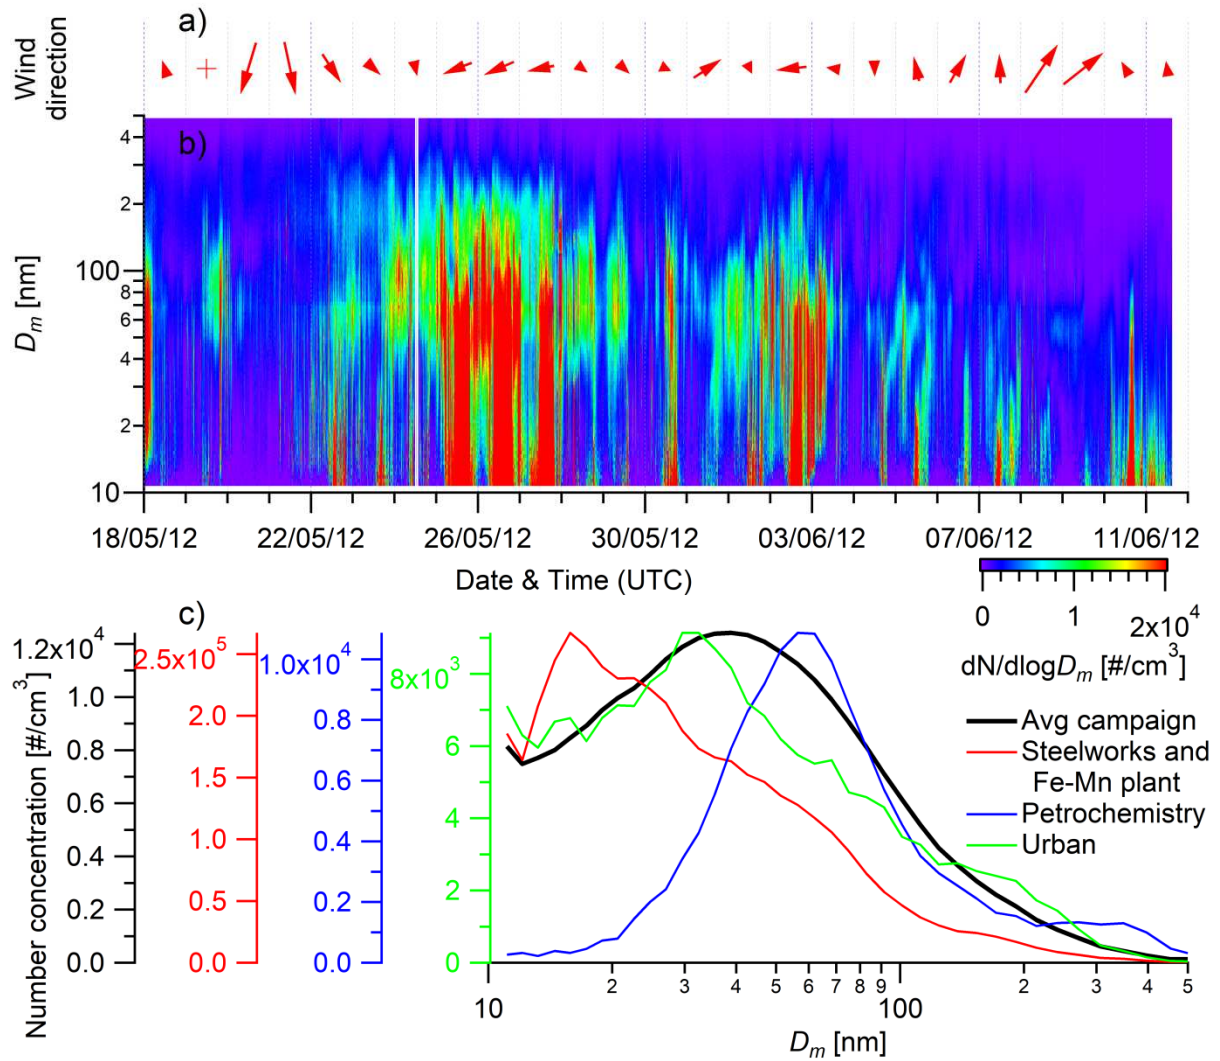 a)
Wind
direction
b)
4
2
100
8
6
4
2
10
D_m [nm]
18/05/12 22/05/12 26/05/12 30/05/12 03/06/12 07/06/12 11/06/12
Date & Time (UTC)
0 1 2x10^4
dN/dlogD_m [#/cm^3]
c)
Number concentration [#/cm^3]
1.2x10^4
1.0
0.8
0.6
0.4
0.2
0.0
2.5x10^5
2.0
1.5
1.0
0.5
0.0
1.0x10^4
0.8
0.6
0.4
0.2
0.0
8x10^3
6
4
2
0
Avg campaign
Steelworks and
Fe-Mn plant
Petrochemistry
Urban
10 2 3 4 5 6 7 8 9 100 2 3 4 5
D_m [nm]